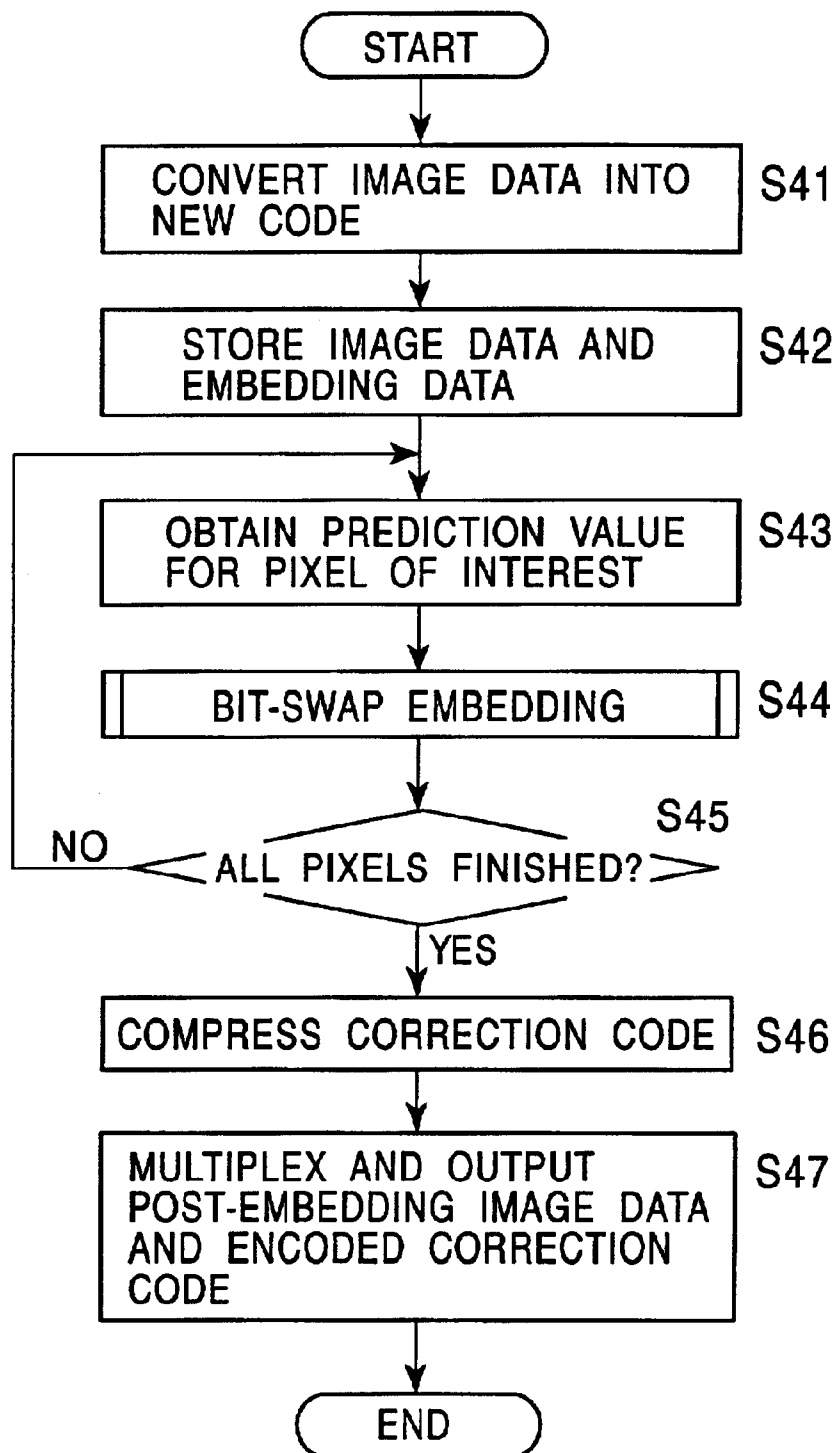 START
CONVERT IMAGE DATA INTO
NEW CODE
S41
STORE IMAGE DATA AND
EMBEDDING DATA
S42
OBTAIN PREDICTION VALUE
FOR PIXEL OF INTEREST
S43
BIT-SWAP EMBEDDING
S44
S45
NO
ALL PIXELS FINISHED?
YES
COMPRESS CORRECTION CODE
S46
MULTIPLEX AND OUTPUT
POST-EMBEDDING IMAGE DATA
AND ENCODED CORRECTION
CODE
S47
END